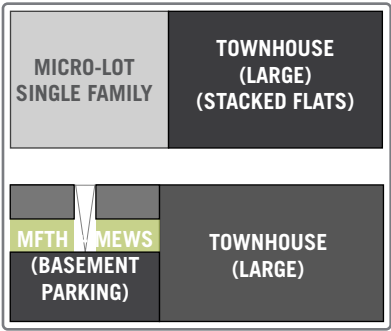 MICRO-LOT
SINGLE FAMILY
TOWNHOUSE
(LARGE)
(STACKED FLATS)
MFTH MEWS
(BASEMENT
PARKING)
TOWNHOUSE
(LARGE)